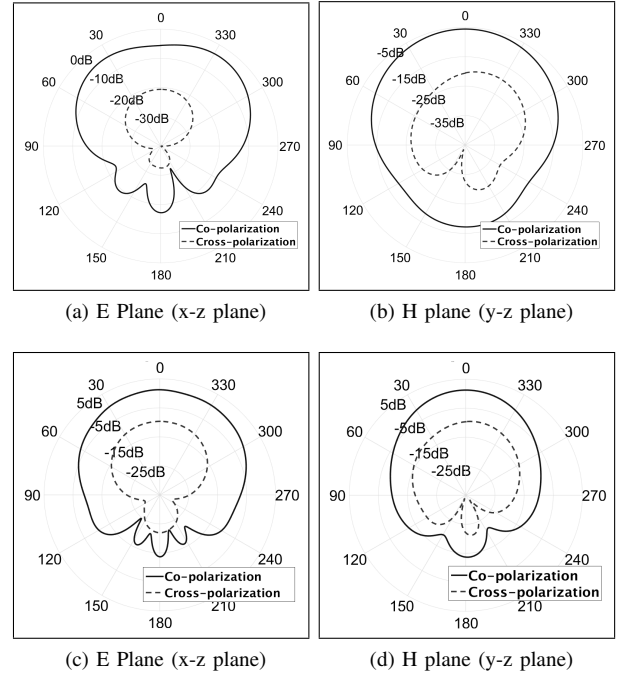 0
30 330
0dB
60 -10dB 300
-20dB
-30dB
90 270
120 240
Co-polarization
Cross-polarization
150 210
180
(a) E Plane (x-z plane)
0
30 330
-5dB
60 -15dB 300
-25dB
-35dB
90 270
120 240
Co-polarization
Cross-polarization
150 210
180
(b) H plane (y-z plane)
0
30 330
5dB
60 -5dB 300
-15dB
-25dB
90 270
120 240
Co-polarization
Cross-polarization
150 210
180
(c) E Plane (x-z plane)
0
30 330
5dB
60 -5dB 300
-15dB
-25dB
90 270
120 240
Co-polarization
Cross-polarization
150 210
180
(d) H plane (y-z plane)